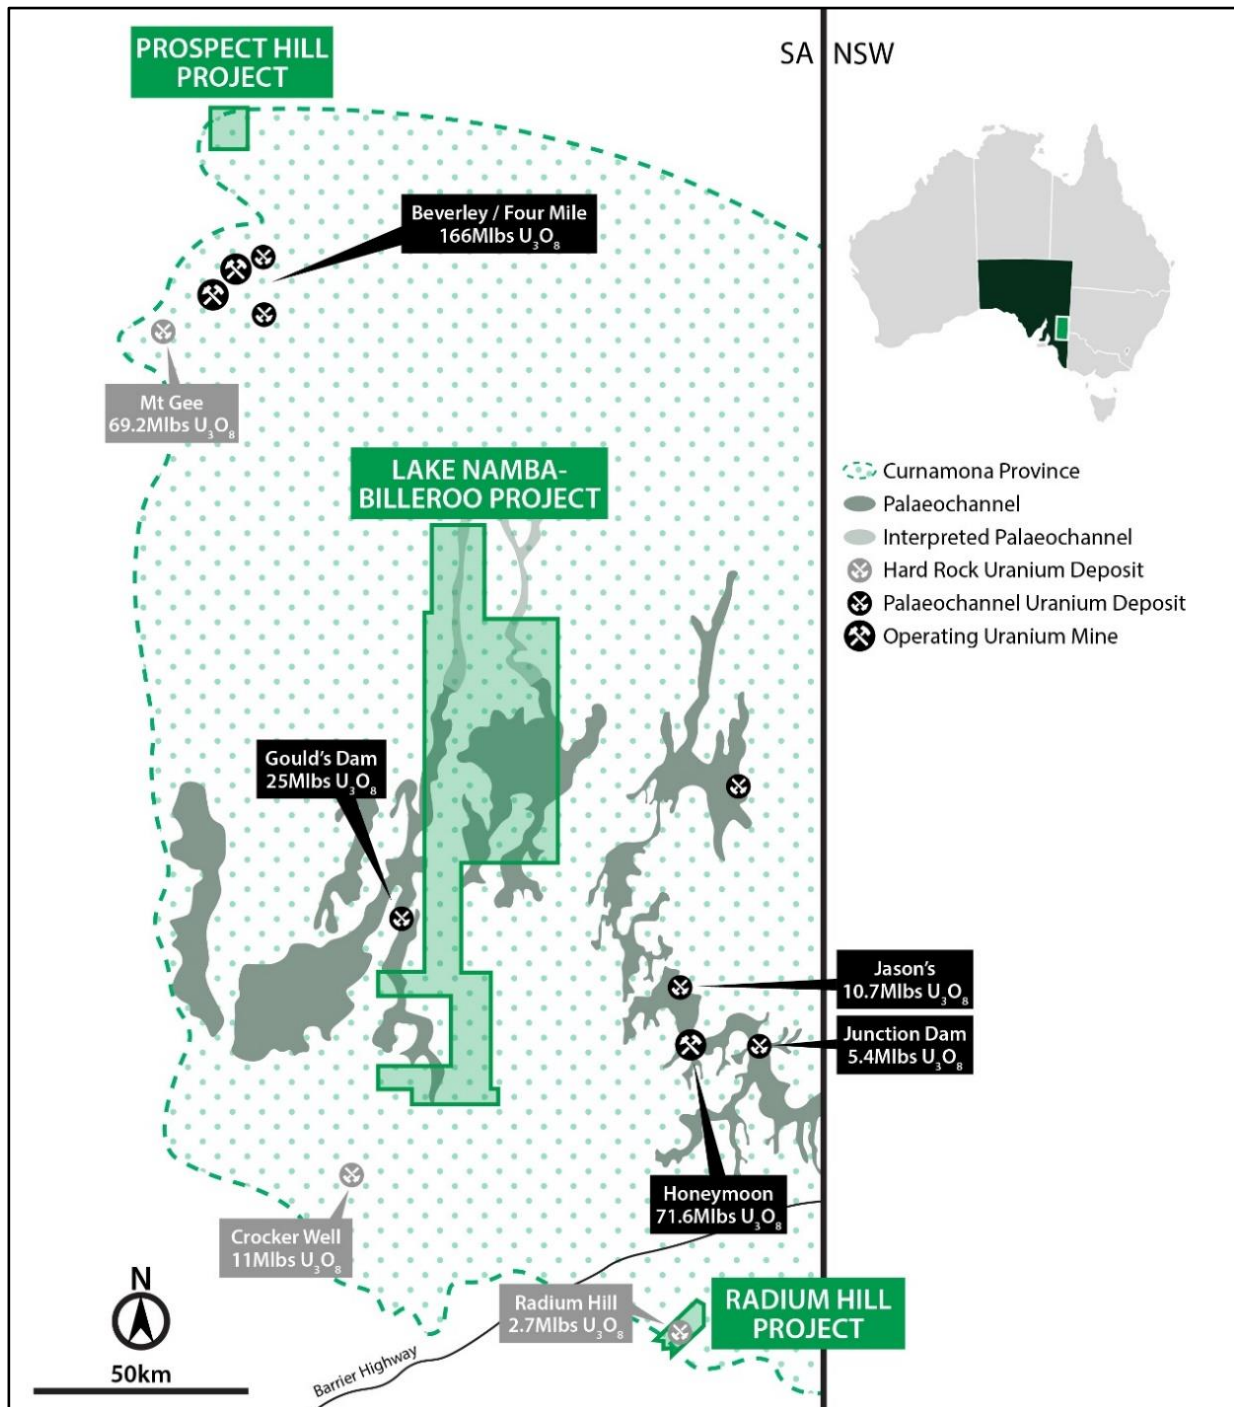 PROSPECT HILL
PROJECT
SA
NSW
Beverley / Four Mile
166Mlbs U₃O₈
Mt Gee
69.2Mlbs U₃O₈
LAKE NAMBA-
BILLEROO PROJECT
Curnamona Province
Palaeochannel
Interpreted Palaeochannel
Hard Rock Uranium Deposit
Palaeochannel Uranium Deposit
Operating Uranium Mine
Gould's Dam
25Mlbs U₃O₈
Jason's
10.7Mlbs U₃O₈
Junction Dam
5.4Mlbs U₃O₈
Honeymoon
71.6Mlbs U₃O₈
Crocker Well
11Mlbs U₃O₈
Radium Hill
2.7Mlbs U₃O₈
RADIUM HILL
PROJECT
N
50km
Barrier Highway